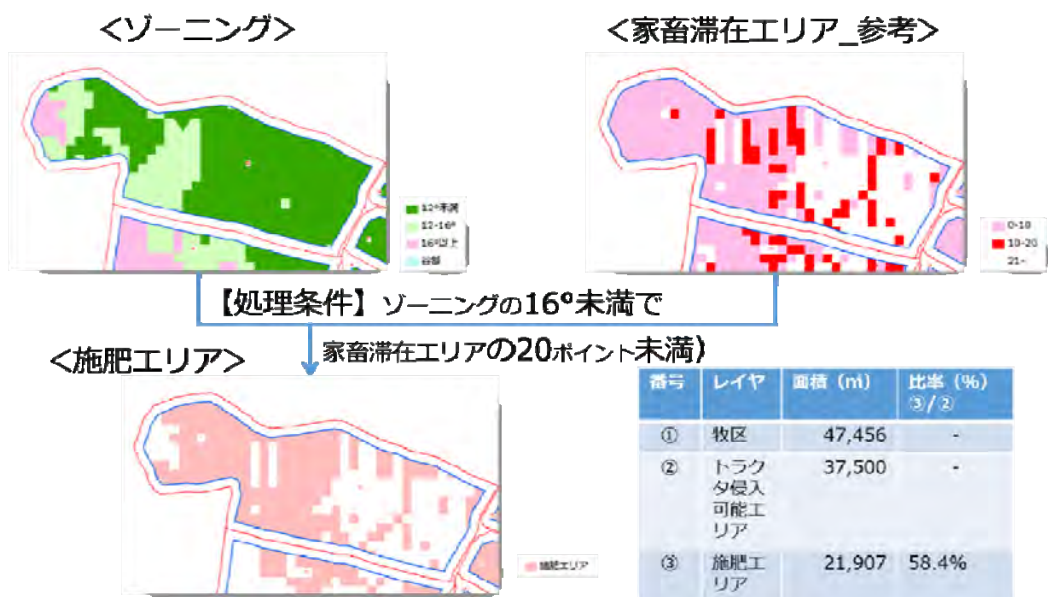 <ゾーニング>
<家畜滞在エリア_参考>
12°未満
12-16°
16°以上
谷部
0-10
10-20
21-
【処理条件】ゾーニングの16°未満で
家畜滞在エリアの20ポイント未満)
<施肥エリア>
施肥エリア
番号 レイヤ 面積(㎡) 比率(%)
③/②
① 牧区 47,456 -
② トラク 37,500 -
タ侵入
可能エ
リア
③ 施肥エ 21,907 58.4%
リア